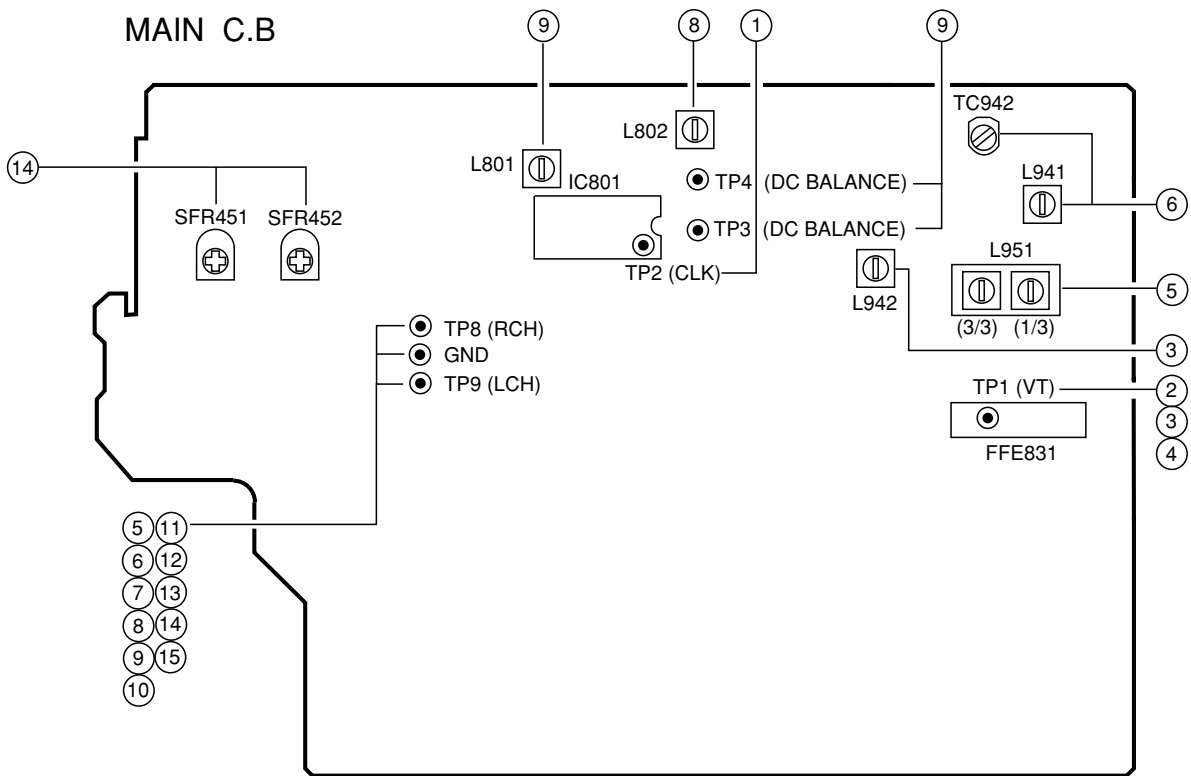 MAIN C.B
9
8
1
9
TC942
L802
14
L801
IC801
TP4 (DC BALANCE)
L941
6
SFR451
SFR452
TP3 (DC BALANCE)
L951
TP2 (CLK)
5
L942
(3/3)
(1/3)
TP8 (RCH)
GND
3
TP9 (LCH)
TP1 (VT)
2
3
FFE831
4
5 11
6 12
7 13
8 14
9 15
10